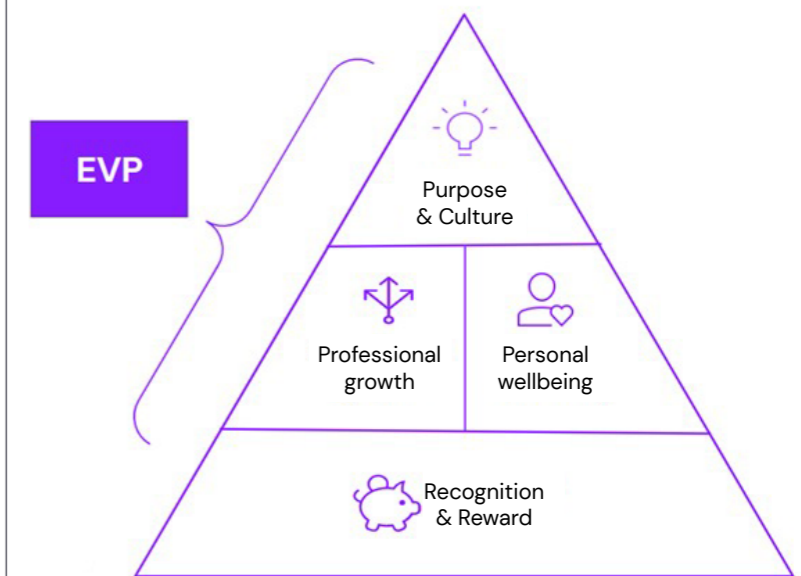 EVP
Purpose
& Culture
Professional
growth
Personal
wellbeing
Recognition
& Reward